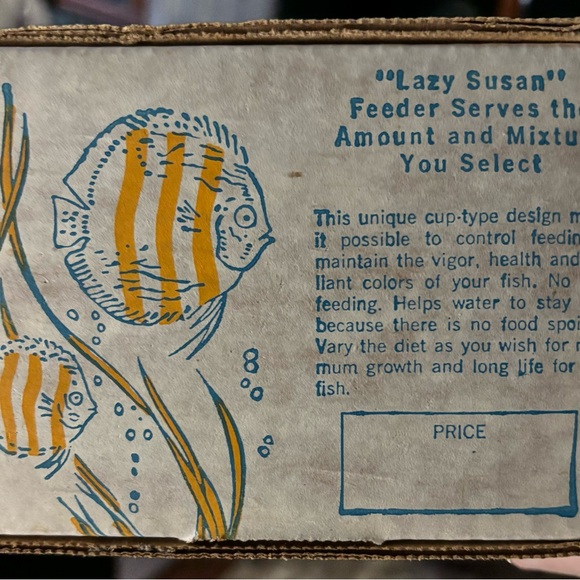 "Lazy Susan"
Feeder Serves th
Amount and Mixtu
You Select
This unique cup-type design m
it possible to control feedin
maintain the vigor, health and
liant colors of your fish. No
feeding. Helps water to stay
because there is no food spoi
Vary the diet as you wish for m
mum growth and long life for
fish.
PRICE